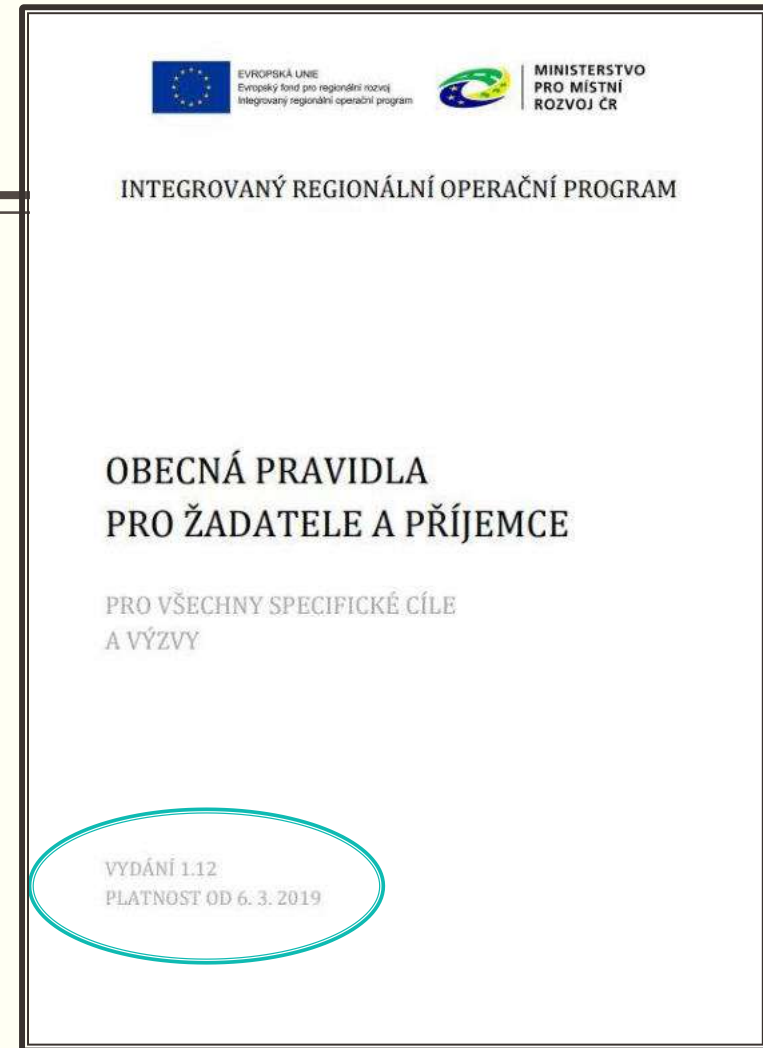 EVROPSKÁ UNIE
Evropský fond pro regionální rozvoj
Integrovaný regionální operační program
MINISTERSTVO
PRO MÍSTNÍ
ROZVOJ ČR
INTEGROVANÝ REGIONÁLNÍ OPERAČNÍ PROGRAM
OBECNÁ PRAVIDLA
PRO ŽADATELE A PŘÍJEMCE
PRO VŠECHNY SPECIFICKÉ CÍLE
A VÝZVY
VYDÁNÍ 1.12
PLATNOST OD 6. 3. 2019